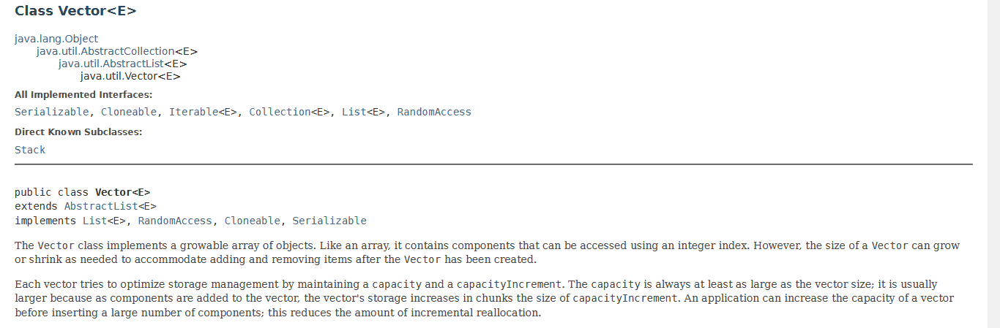 Class Vector<E>
java.lang.Object
java.util.AbstractCollection<E>
java.util.AbstractList<E>
java.util.Vector<E>
All Implemented Interfaces:
Serializable, Cloneable, Iterable<E>, Collection<E>, List<E>, RandomAccess
Direct Known Subclasses:
Stack
public class Vector<E>
extends AbstractList<E>
implements List<E>, RandomAccess, Cloneable, Serializable
The Vector class implements a growable array of objects. Like an array, it contains components that can be accessed using an integer index. However, the size of a Vector can grow
or shrink as needed to accommodate adding and removing items after the Vector has been created.
Each vector tries to optimize storage management by maintaining a capacity and a capacityIncrement. The capacity is always at least as large as the vector size; it is usually
larger because as components are added to the vector, the vector's storage increases in chunks the size of capacityIncrement. An application can increase the capacity of a vector
before inserting a large number of components; this reduces the amount of incremental reallocation.